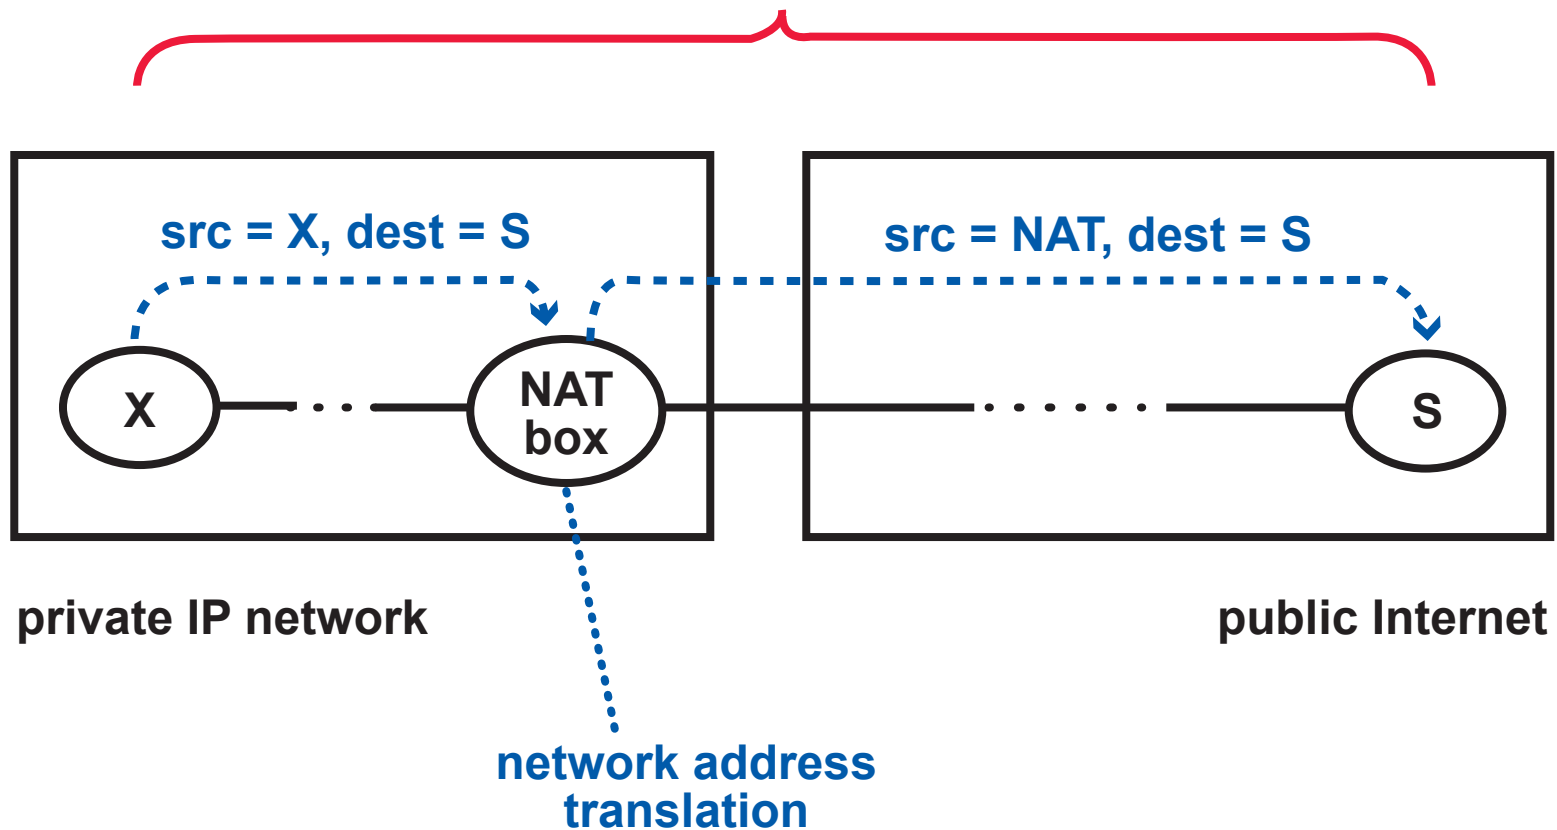 src = X, dest = S
src = NAT, dest = S
X
NAT
box
S
private IP network
public Internet
network address
translation